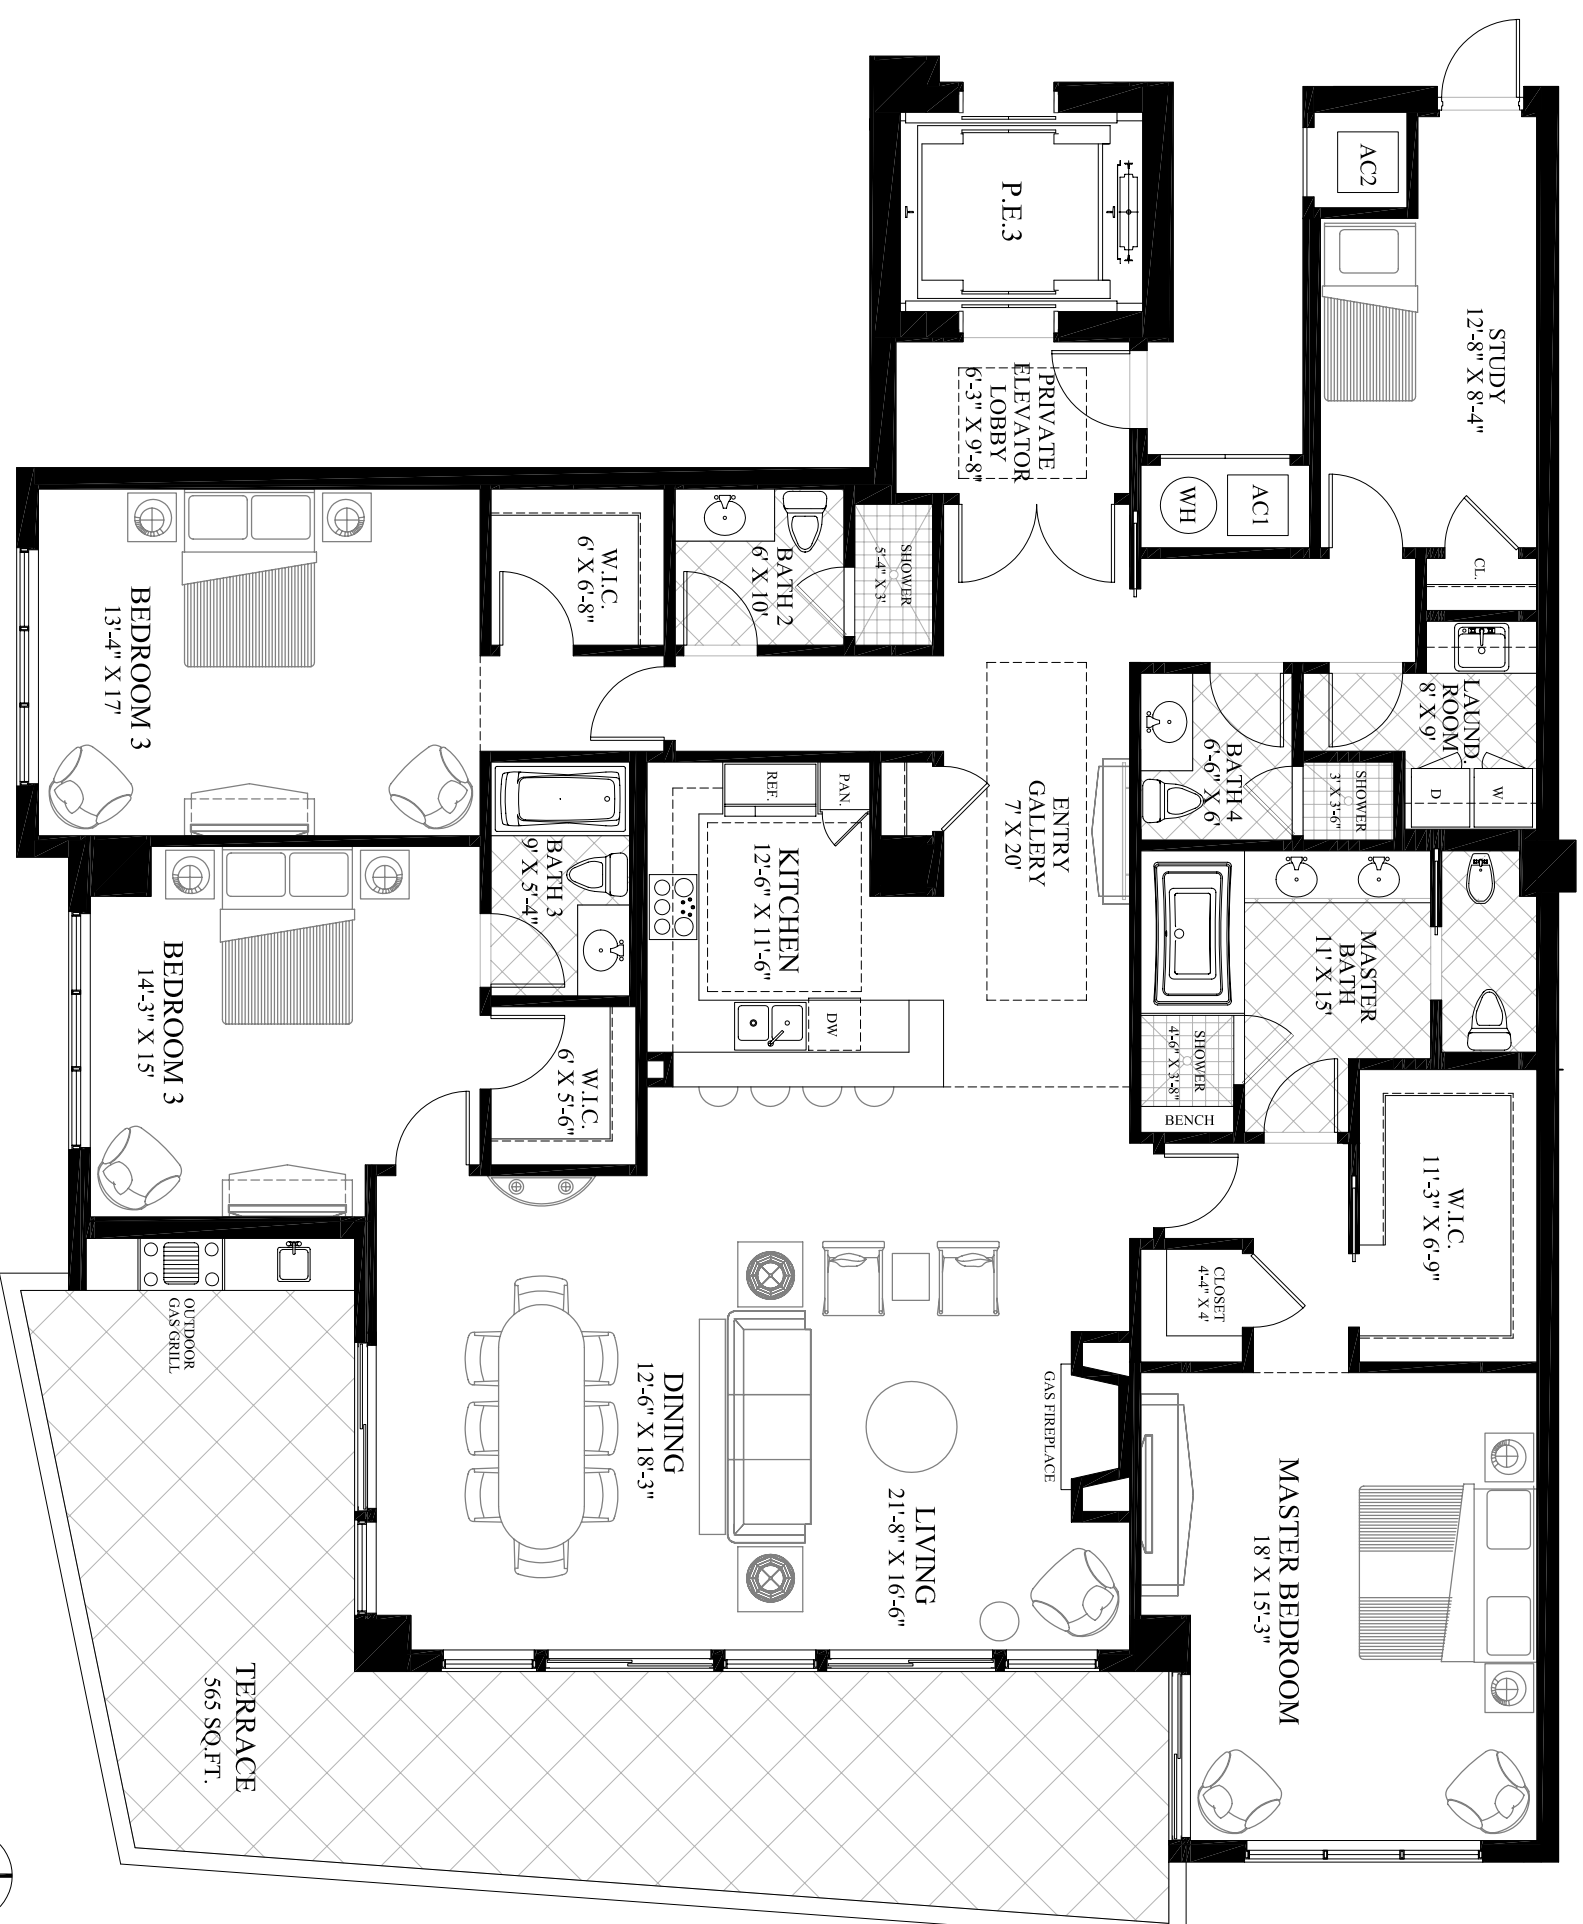 AC2
P.E.3
STUDY
12'-8" X 8'-4"
PRIVATE
ELEVATOR
LOBBY
6'-3" X 9'-8"
AC1
WH
CL.
SHOWER
5'-4" X 3'
BATH 2
6' X 10'
W.I.C.
6' X 6'-8"
BEDROOM 3
13'-4" X 17'
LAUND.
ROOM
8' X 9'
W
D
BATH 4
6'-6" X 6'
SHOWER
3' X 3'-6"
ENTRY
GALLERY
7' X 20'
PAN.
REF.
KITCHEN
12'-6" X 11'-6"
DW
BATH 3
9' X 5'-4"
BEDROOM 3
14'-3" X 15'
W.I.C.
6' X 5'-6"
MASTER
BATH
11' X 15'
SHOWER
4'-6" X 3'-8"
BENCH
W.I.C.
11'-3" X 6'-9"
CLOSET
4'-4" X 4'
GAS FIREPLACE
OUTDOOR
GAS GRILL
DINING
12'-6" X 18'-3"
LIVING
21'-8" X 16'-6"
MASTER BEDROOM
18' X 15'-3"
TERRACE
565 SQ.FT.